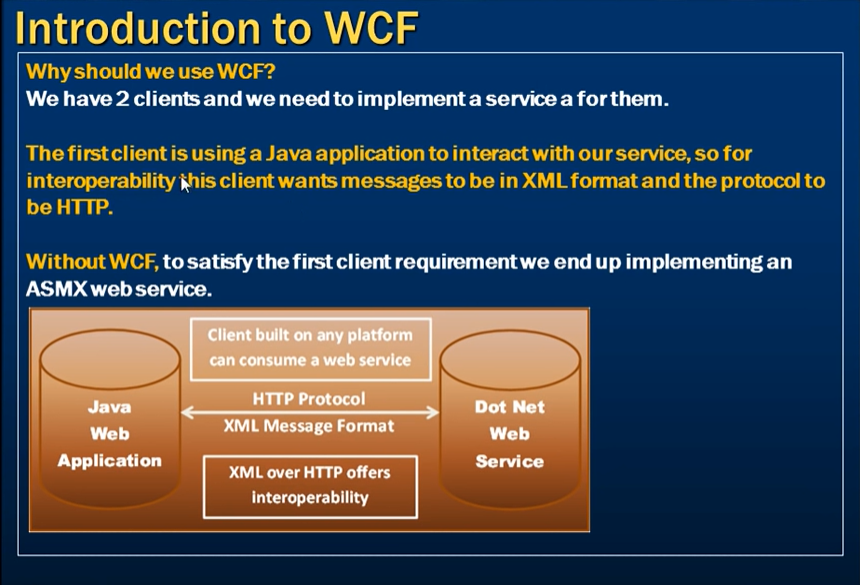 Introduction to WCF
Why should we use WCF?
We have 2 clients and we need to implement a service a for them.
The first client is using a Java application to interact with our service, so for
interoperability this client wants messages to be in XML format and the protocol to
be HTTP.
Without WCF, to satisfy the first client requirement we end up implementing an
ASMX web service.
Client built on any platform
can consume a web service
Java
Web
Application
HTTP Protocol
XML Message Format
Dot Net
Web
Service
XML over HTTP offers
interoperability